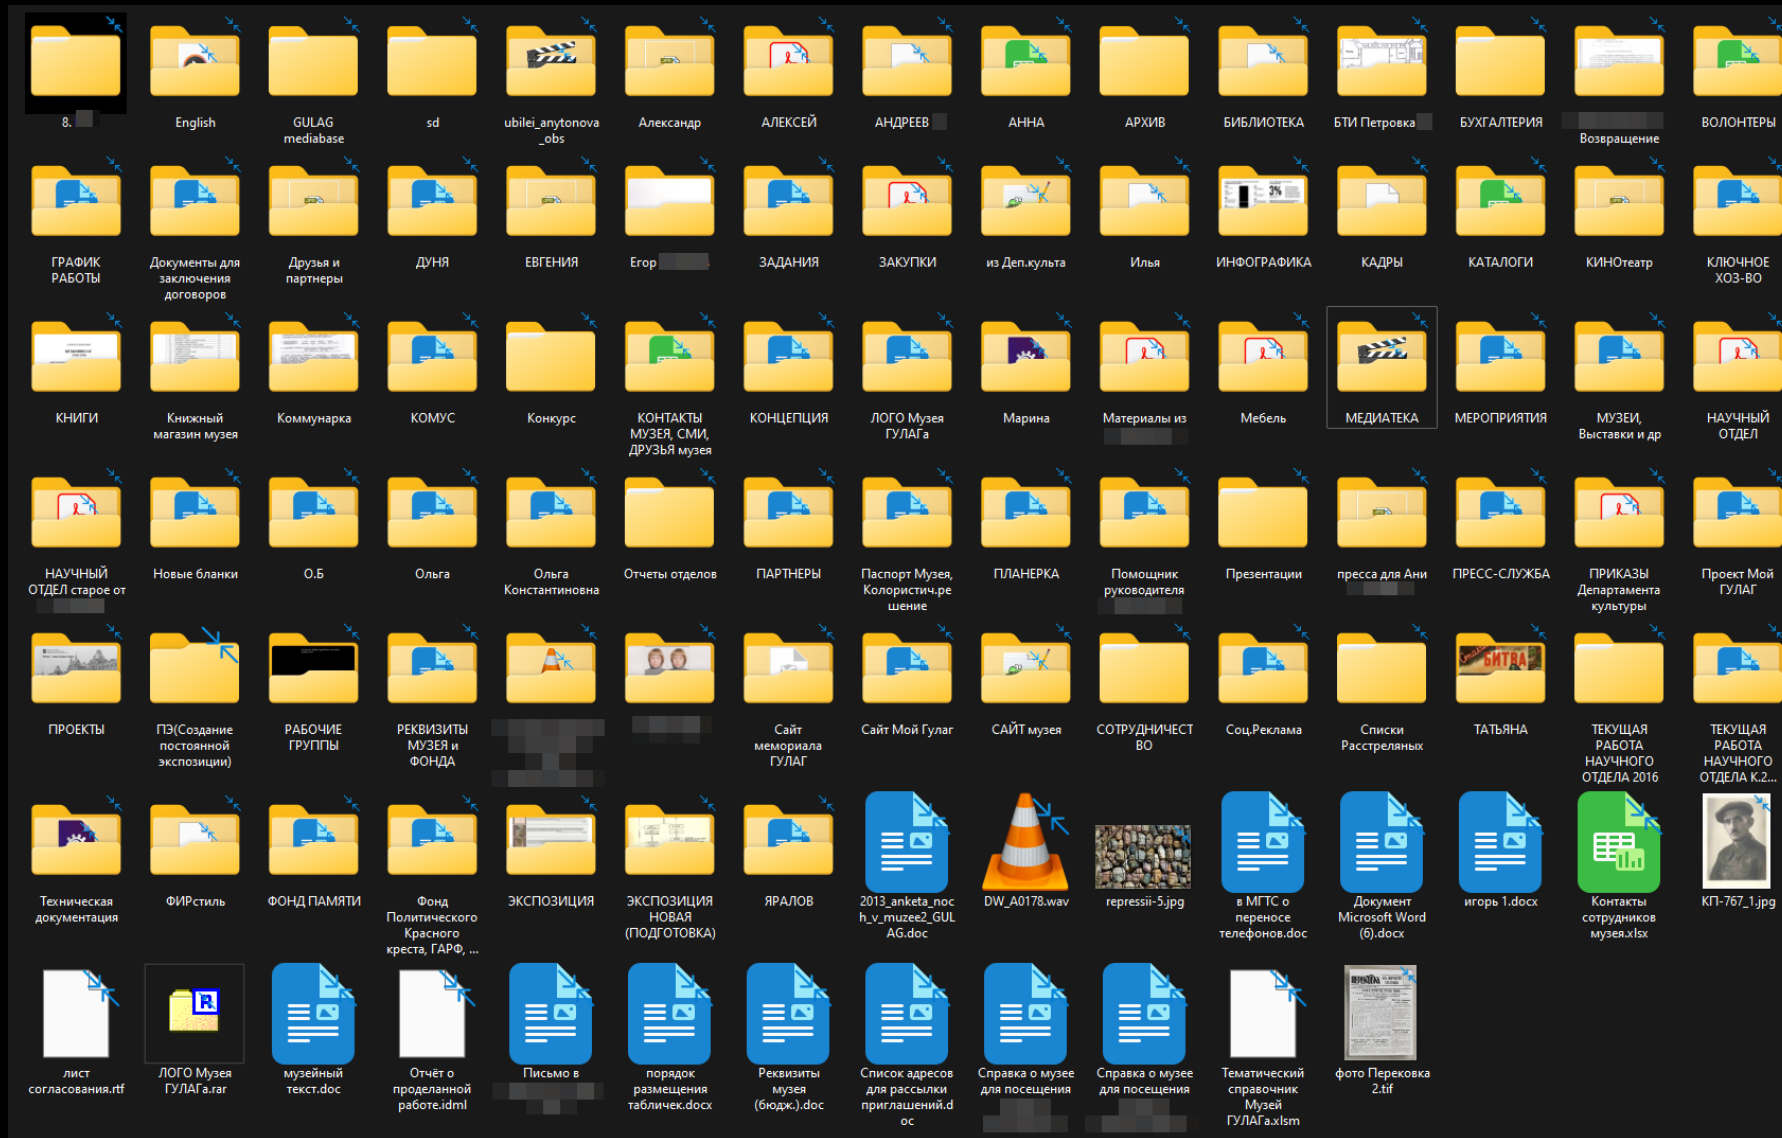 8.
English
GULAG
mediabase
sd
ubilei_anytonova
_obs
Александр
АЛЕКСЕЙ
АНДРЕЕВ
АННА
АРХИВ
БИБЛИОТЕКА
БТИ Петровка
БУХГАЛТЕРИЯ
Возвращение
ВОЛОНТЕРЫ
ГРАФИК
РАБОТЫ
Документы для
заключения
договоров
Друзья и
партнеры
ДУНЯ
ЕВГЕНИЯ
Егор
ЗАДАНИЯ
ЗАКУПКИ
из Деп.культа
Илья
3%
ИНФОГРАФИКА
КАДРЫ
КАТАЛОГИ
КИНОтеатр
КЛЮЧНОЕ
ХОЗ-ВО
КНИГИ
Книжный
магазин музея
Коммунарка
КОМУС
Конкурс
КОНТАКТЫ
МУЗЕЯ, СМИ,
ДРУЗЬЯ музея
КОНЦЕПЦИЯ
ЛОГО Музея
ГУЛАГа
Марина
Материалы из
Мебель
МЕДИАТЕКА
МЕРОПРИЯТИЯ
МУЗЕИ,
Выставки и др
НАУЧНЫЙ
ОТДЕЛ
НАУЧНЫЙ
ОТДЕЛ старое от
Новые бланки
О.Б
Ольга
Ольга
Константиновна
Отчеты отделов
ПАРТНЕРЫ
Паспорт Музея,
Колористич.ре
шение
ПЛАНЕРКА
Помощник
руководителя
Презентации
пресса для Ани
ПРЕСС-СЛУЖБА
ПРИКАЗЫ
Департамента
культуры
Проект Мой
ГУЛАГ
ПРОЕКТЫ
ПЭ(Создание
постоянной
экспозиции)
РАБОЧИЕ
ГРУППЫ
РЕКВИЗИТЫ
МУЗЕЯ и
ФОНДА
Сайт
мемориала
ГУЛАГ
Сайт Мой Гулаг
САЙТ музея
СОТРУДНИЧЕСТ
ВО
Соц.Реклама
Списки
Расстреляных
БИТВА
ТАТЬЯНА
ТЕКУЩАЯ
РАБОТА
НАУЧНОГО
ОТДЕЛА 2016
ТЕКУЩАЯ
РАБОТА
НАУЧНОГО
ОТДЕЛА К.2...
Техническая
документация
ФИРстиль
ФОНД ПАМЯТИ
Фонд
Политического
Красного
креста, ГАРФ, ...
ЭКСПОЗИЦИЯ
ЭКСПОЗИЦИЯ
НОВАЯ
(ПОДГОТОВКА)
ЯРАЛОВ
2013_anketa_noc
h_v_muzee2_GUL
AG.doc
DW_A0178.wav
repressii-5.jpg
в МГТС о
переносе
телефонов.doc
Документ
Microsoft Word
(6).docx
игорь 1.docx
Контакты
сотрудников
музея.xlsx
КП-767_1.jpg
лист
согласования.rtf
R
ЛОГО Музея
ГУЛАГа.rar
музейный
текст.doc
Отчёт о
проделанной
работе.idml
Письмо в
порядок
размещения
табличек.docx
Реквизиты
музея
(бюдж.).doc
Список адресов
для рассылки
приглашений.d
oc
Справка о музее
для посещения
Справка о музее
для посещения
Тематический
справочник
Музей
ГУЛАГа.xlsm
фото Перековка
2.tif